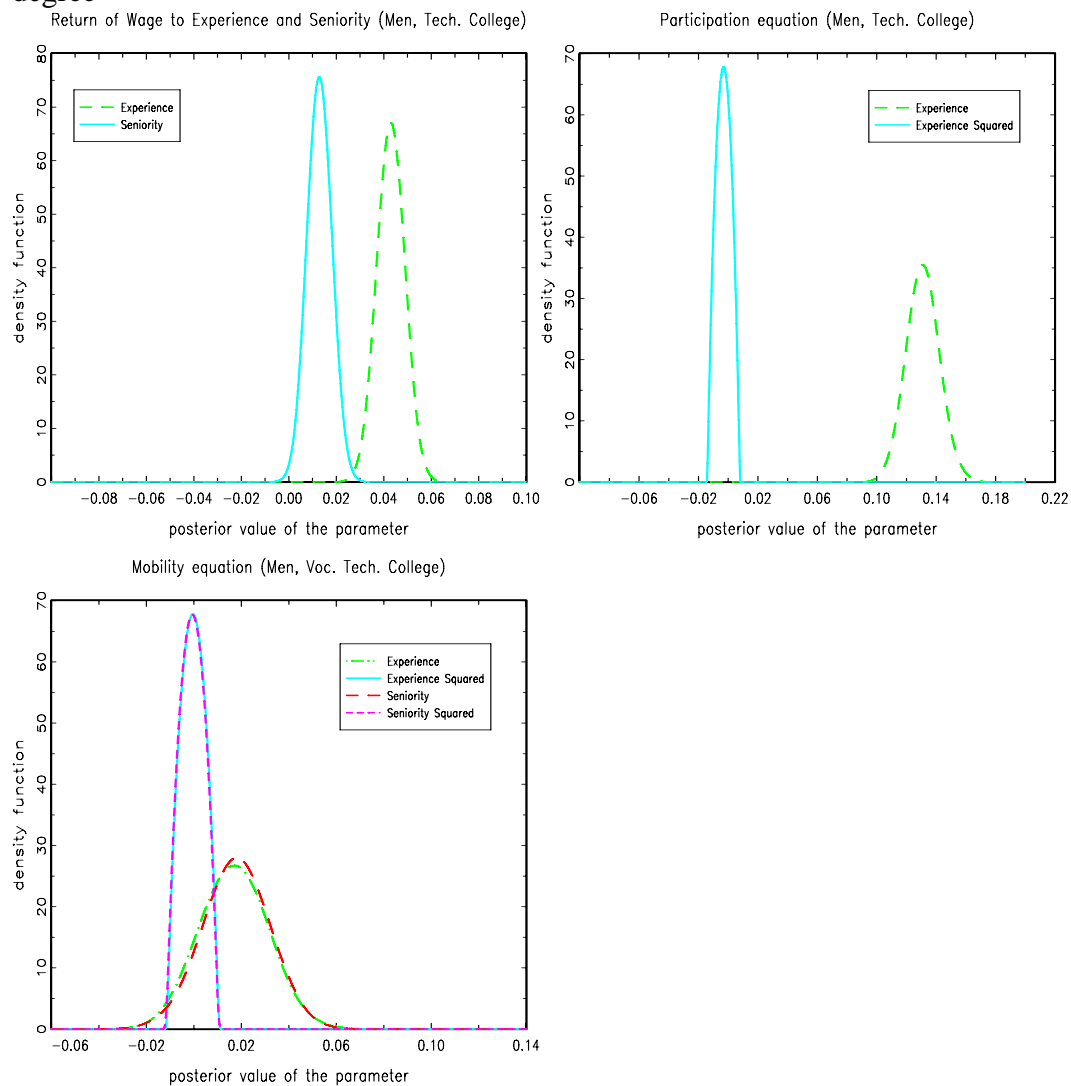 degree
Return of Wage to Experience and Seniority (Men, Tech. College)
density function
80
70
60
50
40
30
20
10
0
Experience
Seniority
-0.08 -0.06 -0.04 -0.02 0.00 0.02 0.04 0.06 0.08 0.10
posterior value of the parameter
Participation equation (Men, Tech. College)
density function
70
60
50
40
30
20
10
0
Experience
Experience Squared
-0.06 -0.02 0.02 0.06 0.10 0.14 0.18 0.22
posterior value of the parameter
Mobility equation (Men, Voc. Tech. College)
density function
70
60
50
40
30
20
10
0
Experience
Experience Squared
Seniority
Seniority Squared
-0.06 -0.02 0.02 0.06 0.10 0.14
posterior value of the parameter